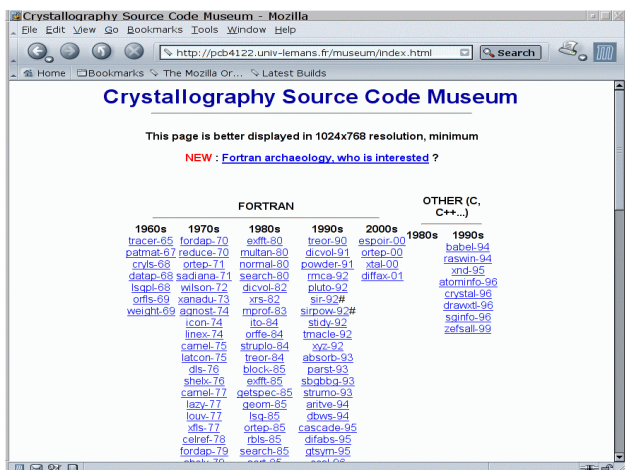 Crystallography Source Code Museum - Mozilla
File Edit View Go Bookmarks Tools Window Help
http://pcb4122.univ-lemans.fr/museum/index.html Search
Home Bookmarks The Mozilla Or... Latest Builds
Crystallography Source Code Museum
This page is better displayed in 1024x768 resolution, minimum
NEW : Fortran archaeology, who is interested ?
FORTRAN
OTHER (C,
C++...)
1960s 1970s 1980s 1990s 2000s 1980s 1990s
tracer-65 fordap-70 exfft-80 treor-90 espoir-00 babel-94
patmat-67 reduce-70 multan-80 dicvol-91 ortep-00 raswin-94
cryls-68 ortep-71 normal-80 powder-91 xtal-00 xnd-95
datap-68 sadiana-71 search-80 rmca-92 diffax-01 atominfo-96
lsqpl-68 wilson-72 dicvol-82 pluto-92 crystal-96
orfls-69 xanadu-73 xrs-82 sir-92# drawxtl-96
weight-69 agnost-74 mprof-83 sirpow-92# sginfo-96
icon-74 ito-84 stidy-92 zefsall-99
linex-74 orffe-84 tmacle-92
camel-75 struplo-84 xyz-92
latcon-75 treor-84 absorb-93
dls-76 block-85 parst-93
shelx-76 exfft-85 sbgbbg-93
camel-77 getspec-85 strumo-93
lazy-77 geom-85 aritve-94
louv-77 lsq-85 dbws-94
xfls-77 ortep-85 cascade-95
celref-78 rbls-85 difabs-95
fordap-79 search-85 gtsym-95